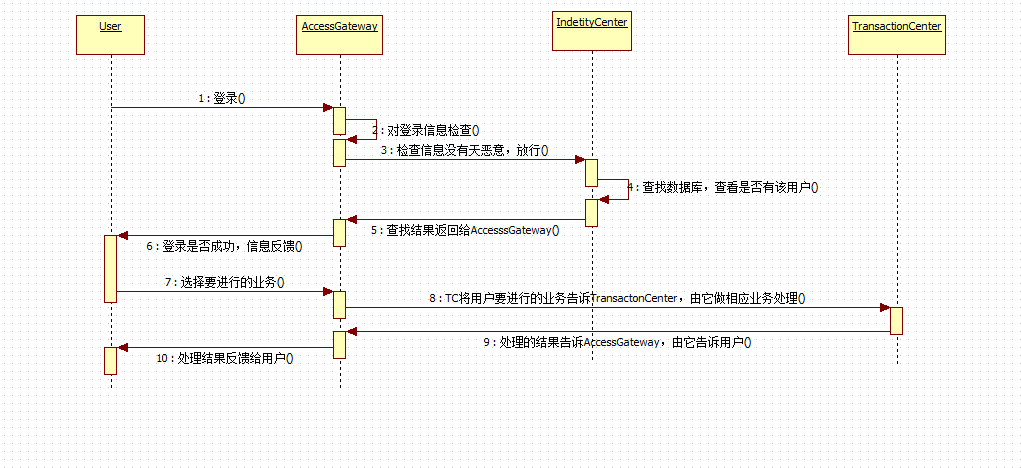 User
AccessGateway
IndetityCenter
TransactionCenter
1 : 登录()
2 : 对登录信息检查()
3 : 检查信息没有天恶意，放行()
4 : 查找数据库，查看是否有该用户()
5 : 查找结果返回给AccesssGateway()
6 : 登录是否成功，信息反馈()
7 : 选择要进行的业务()
8 : TC将用户要进行的业务告诉TransactonCenter，由它做相应业务处理()
9 : 处理的结果告诉AccessGateway，由它告诉用户()
10 : 处理结果反馈给用户()